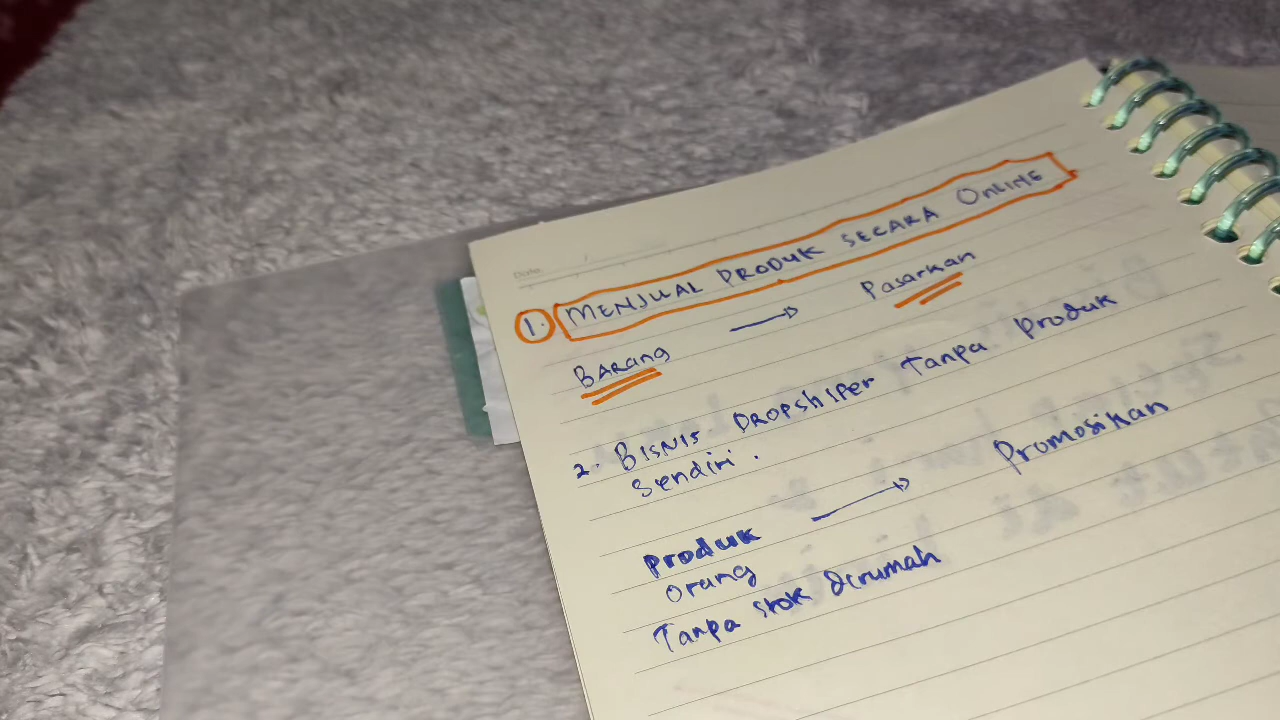 Date
1. MENJUAL PRODUK SECARA ONLINE
BARang → Pasarkan
2. BISNIS DROPSHIPer Tanpa Produk
Sendiri.
Produk → Promosikan
orang
Tanpa stok dirumah